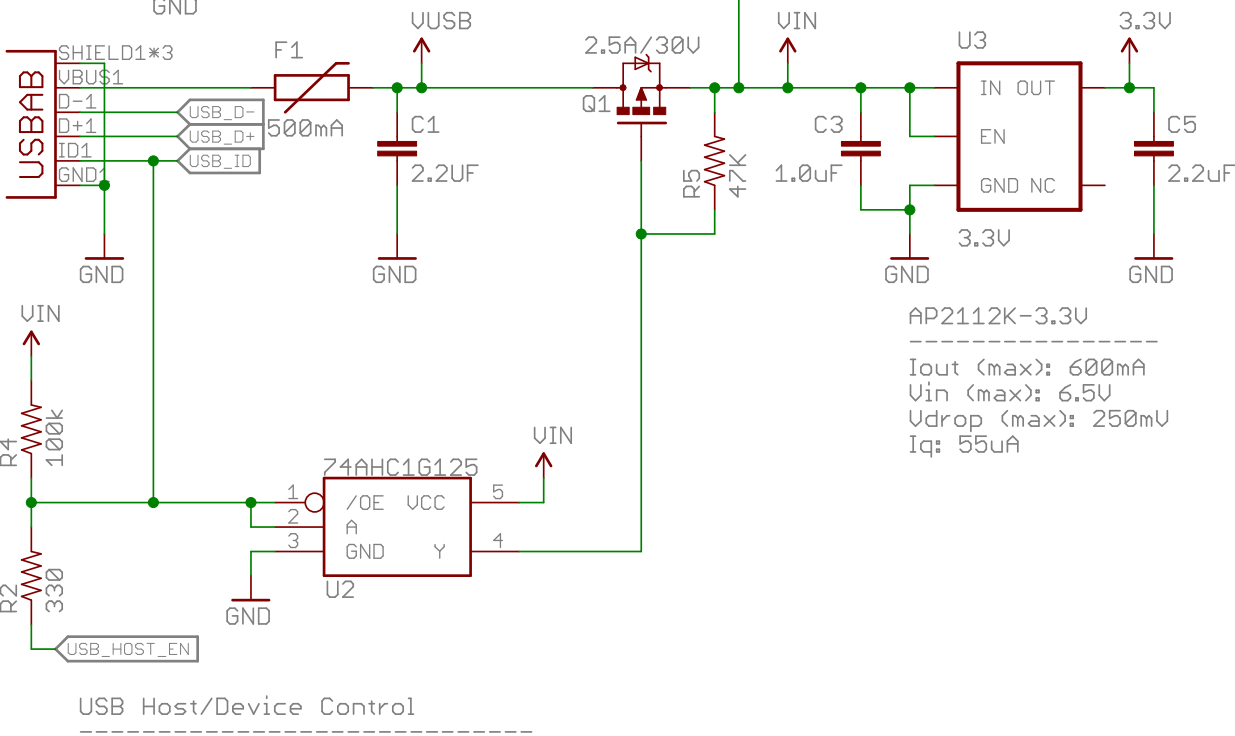 GND
VUSB
VIN
3.3V
SHIELD1*3
F1
2.5A/30V
U3
USBAB
VBUS1
D-1
USB_D-
500mA
Q1
IN OUT
D+1
USB_D+
C1
C3
EN
C5
ID1
USB_ID
2.2UF
R5
47K
1.0uF
GND NC
2.2uF
GND1
3.3V
GND
GND
GND
GND
VIN
AP2112K-3.3V
----------------
Iout (max): 600mA
Vin (max): 6.5V
Vdrop (max): 250mV
Iq: 55uA
R4
100k
VIN
74AHC1G125
1
/OE
VCC
5
2
A
3
GND
Y
4
R2
330
U2
GND
USB_HOST_EN
USB Host/Device Control
-----------------------------